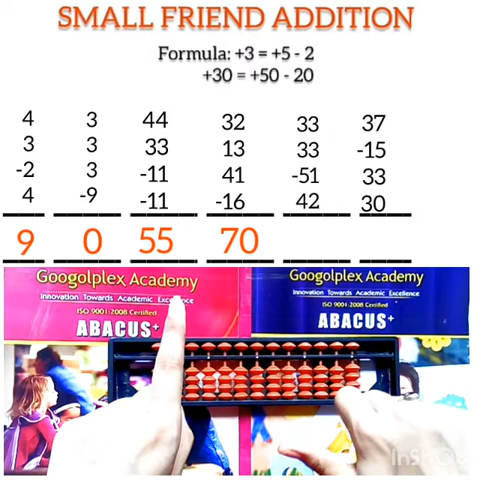 SMALL FRIEND ADDITION
Formula: +3 = +5 - 2
+30 = +50 - 20
4 3 44 32 33 37
3 3 33 13 33 -15
-2 3 -11 41 -51 33
4 -9 -11 -16 42 30
9 0 55 70
Googolplex Academy
Innovation Towards Academic Excellence
ISO 9001:2008 Certified
ABACUS+
Googolplex Academy
Innovation Towards Academic Excellence
ISO 9001:2008 Certified
ABACUS+